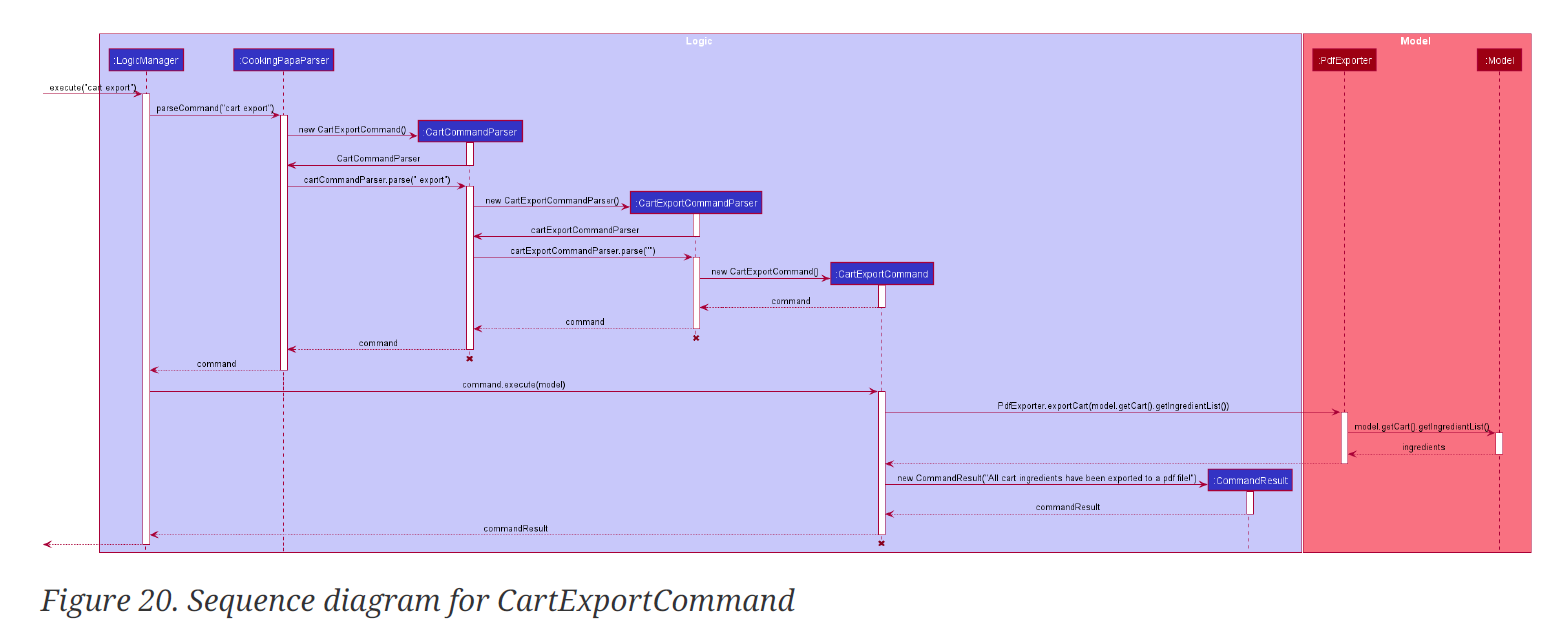 Logic
Model
:LogicManager
:CookingPapaParser
:PdfExporter
:Model
execute("cart export")
parseCommand("cart export")
new CartExportCommand()
:CartCommandParser
CartCommandParser
cartCommandParser.parse(" export")
new CartExportCommandParser()
:CartExportCommandParser
cartExportCommandParser
cartExportCommandParser.parse("")
new CartExportCommand()
:CartExportCommand
command
command
command
command
command.execute(model)
PdfExporter.exportCart(model.getCart().getIngredientList())
model.getCart().getIngredientList()
ingredients
new CommandResult("All cart ingredients have been exported to a pdf file!")
:CommandResult
commandResult
commandResult
Figure 20. Sequence diagram for CartExportCommand